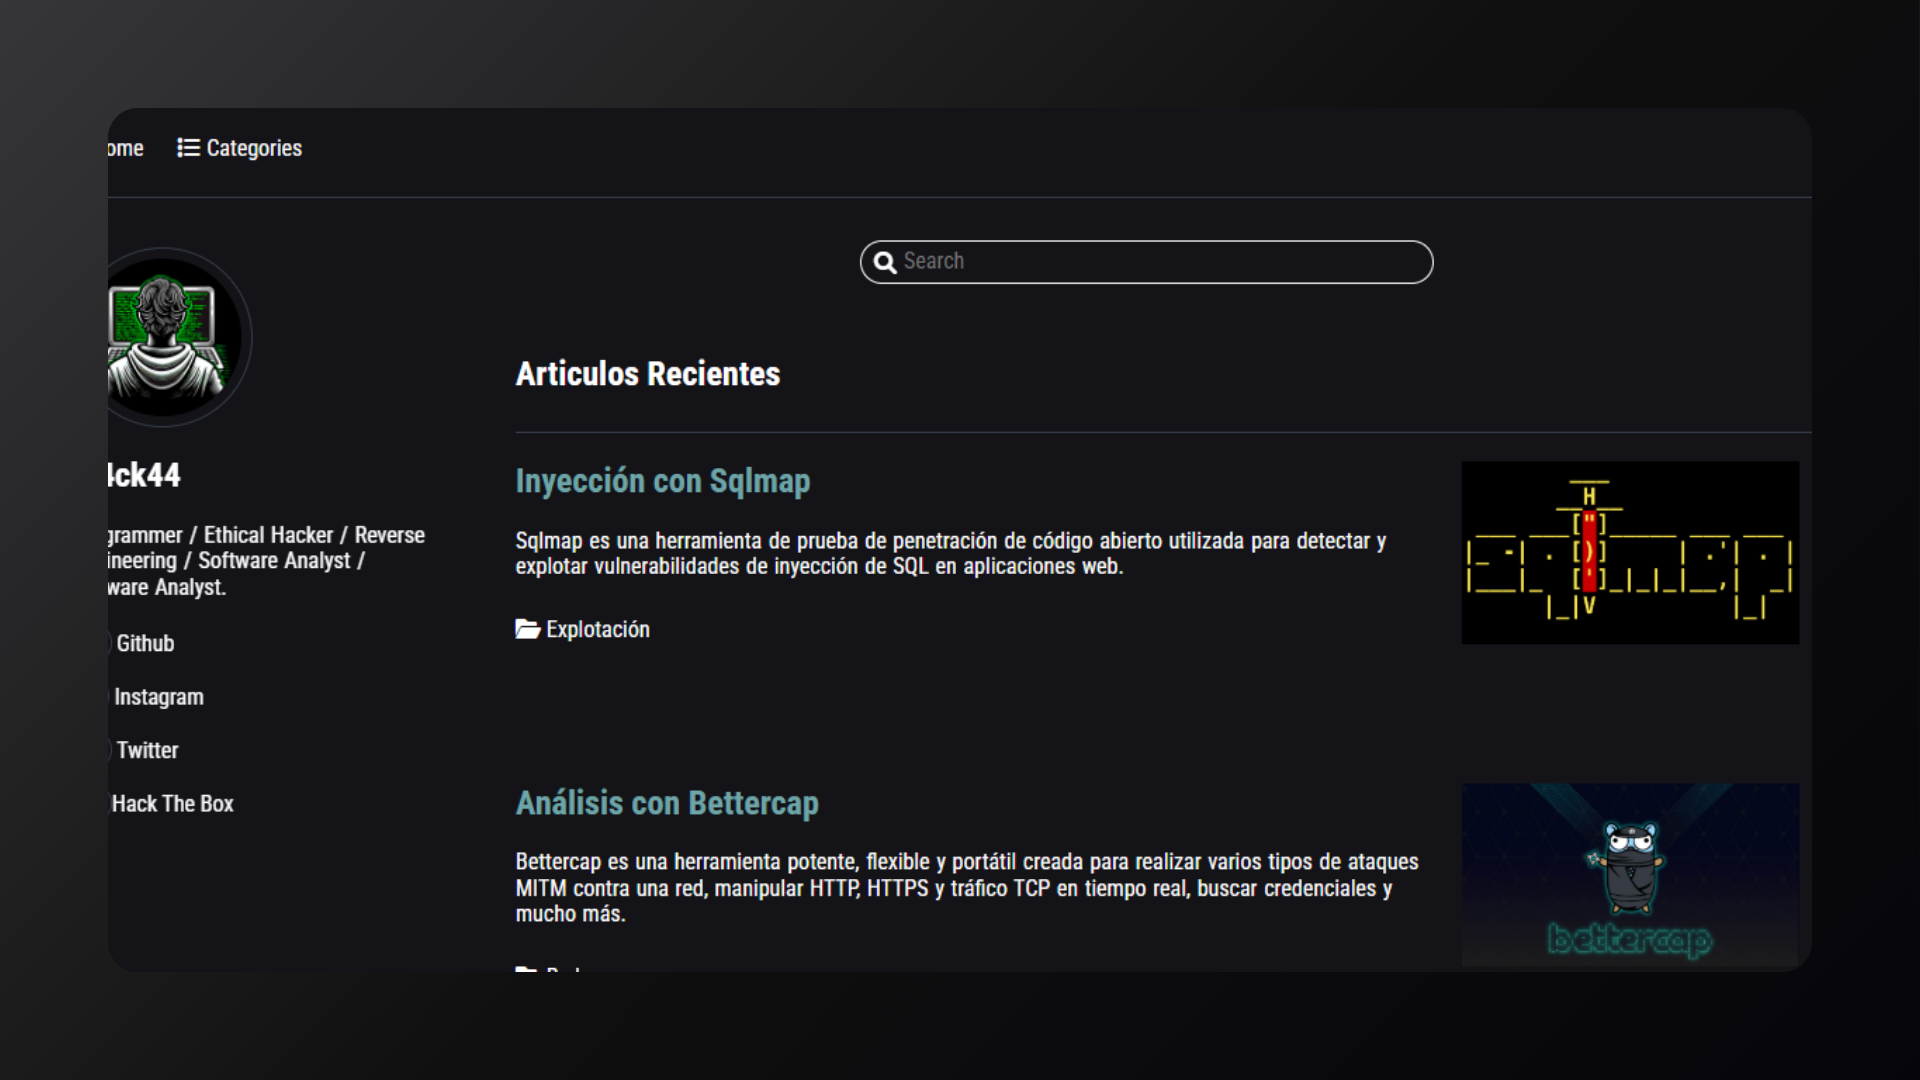 ome
Categories
Search
Articulos Recientes
ck44
grammer / Ethical Hacker / Reverse
ineering / Software Analyst /
ware Analyst.
Github
Instagram
Twitter
Hack The Box
Inyección con Sqlmap
Sqlmap es una herramienta de prueba de penetración de código abierto utilizada para detectar y
explotar vulnerabilidades de inyección de SQL en aplicaciones web.
Explotación
sqlmap
Análisis con Bettercap
Bettercap es una herramienta potente, flexible y portátil creada para realizar varios tipos de ataques
MITM contra una red, manipular HTTP, HTTPS y tráfico TCP en tiempo real, buscar credenciales y
mucho más.
bettercap